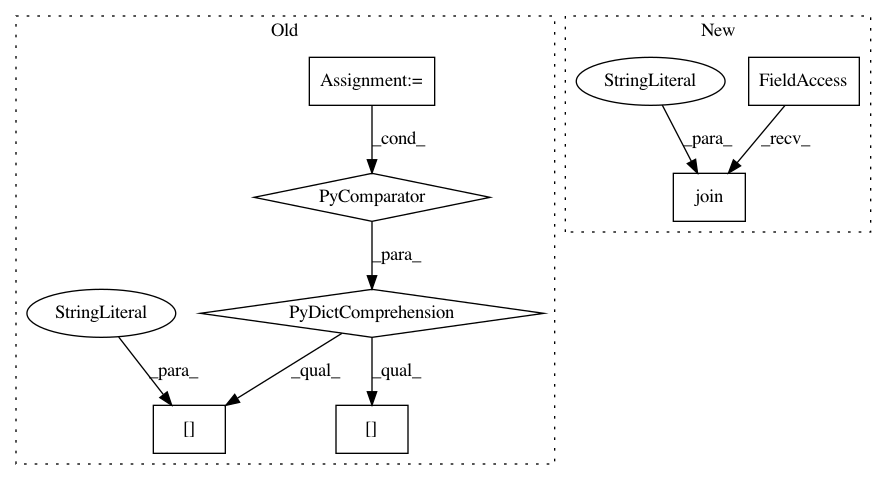 Old
New
Assignment:=
StringLiteral
FieldAccess
_cond_
_para_
_recv_
PyComparator
join
_para_
StringLiteral
PyDictComprehension
_para_
_qual_
_qual_
[]
[]